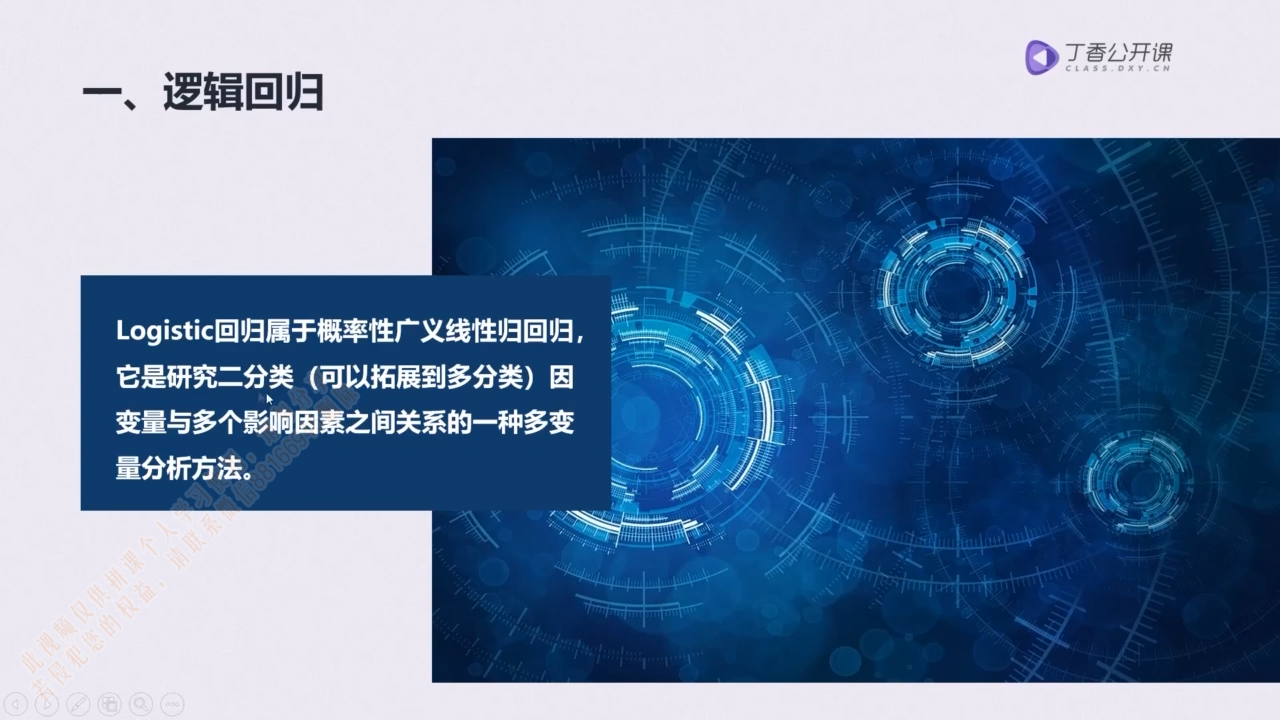 一、逻辑回归
丁香公开课
CLASS.DXY.CN
Logistic回归属于概率性广义线性归回归，
它是研究二分类（可以拓展到多分类）因
变量与多个影响因素之间关系的一种多变
量分析方法。
此视频仅供拼课个人学习
若侵犯您的权益，请联系